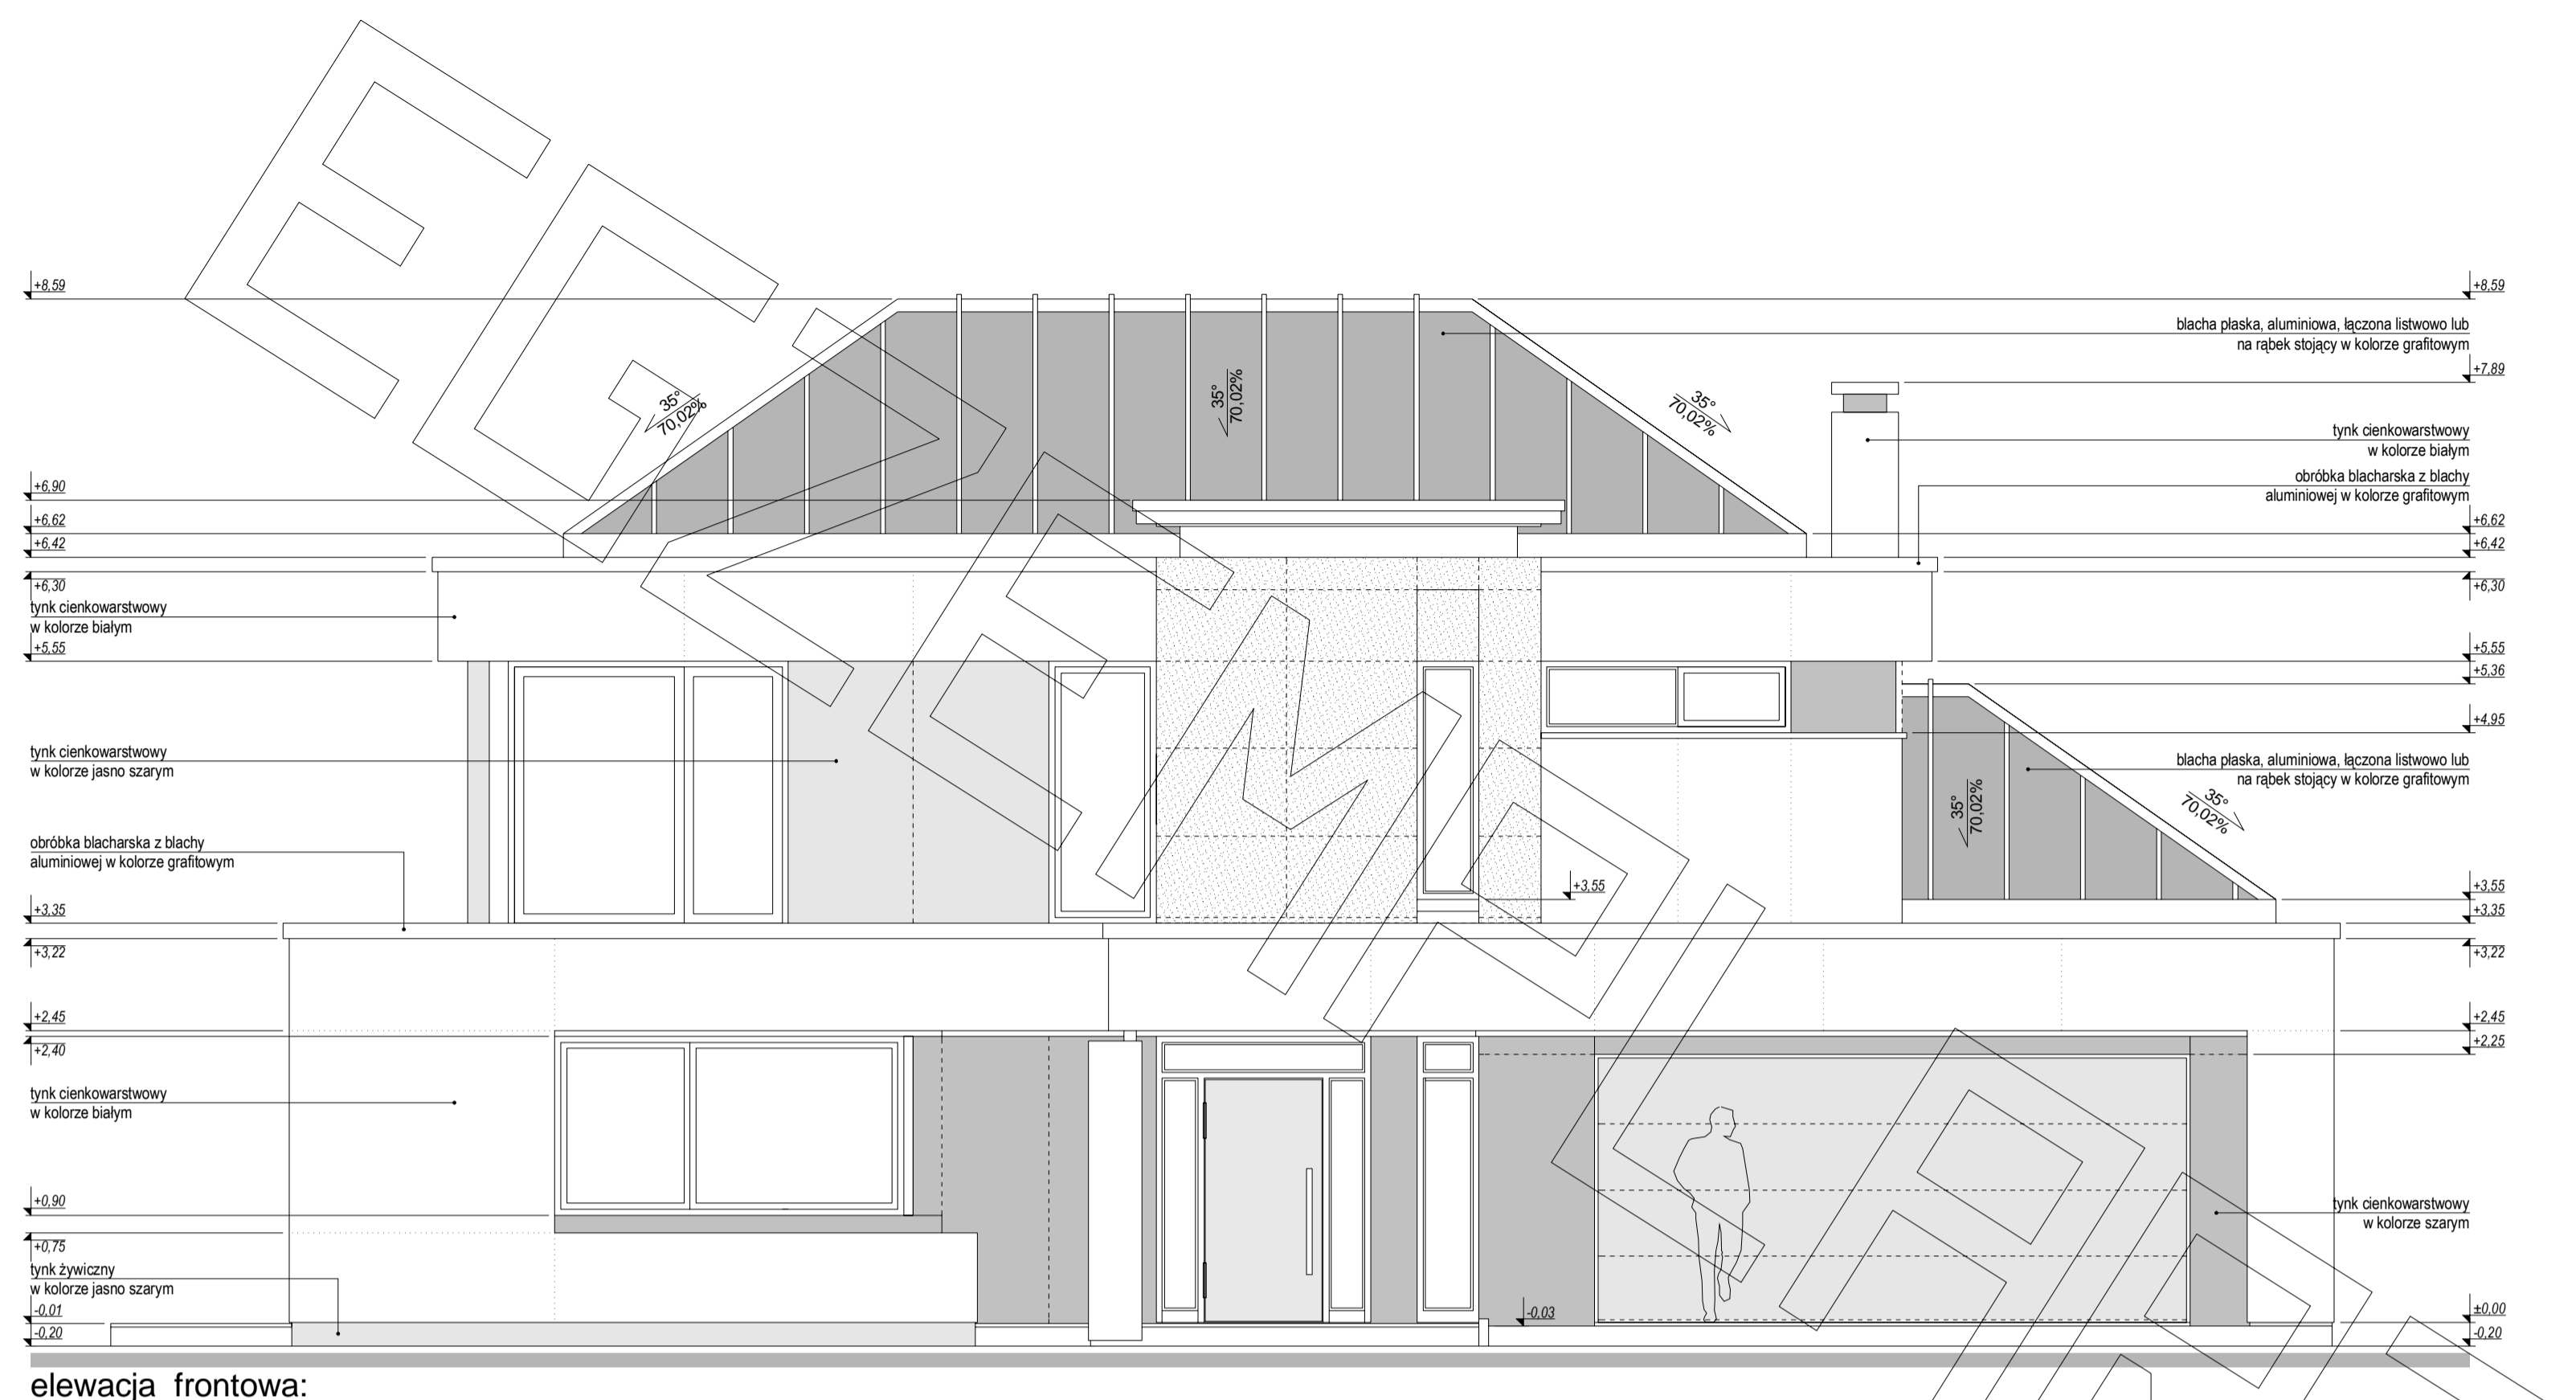 EGZEMPLARZ
+8,59
+8,59
blacha płaska, aluminiowa, łączona listwowo lub
na rąbek stojący w kolorze grafitowym
35°
70,02%
35°
70,02%
35°
70,02%
+7,89
tynk cienkowarstwowy
w kolorze białym
obróbka blacharska z blachy
aluminiowej w kolorze grafitowym
+6,90
+6,62
+6,42
+6,62
+6,42
+6,30
+6,30
tynk cienkowarstwowy
w kolorze białym
+5,55
+5,55
+5,36
+4,95
tynk cienkowarstwowy
w kolorze jasno szarym
blacha płaska, aluminiowa, łączona listwowo lub
na rąbek stojący w kolorze grafitowym
35°
70,02%
35°
70,02%
obróbka blacharska z blachy
aluminiowej w kolorze grafitowym
+3,55
+3,55
+3,35
+3,35
+3,22
+3,22
+2,45
+2,45
+2,40
+2,25
tynk cienkowarstwowy
w kolorze białym
+0,90
tynk cienkowarstwowy
w kolorze szarym
+0,75
tynk żywiczny
w kolorze jasno szarym
-0,01
-0,03
±0,00
-0,20
-0,20
elewacja frontowa: